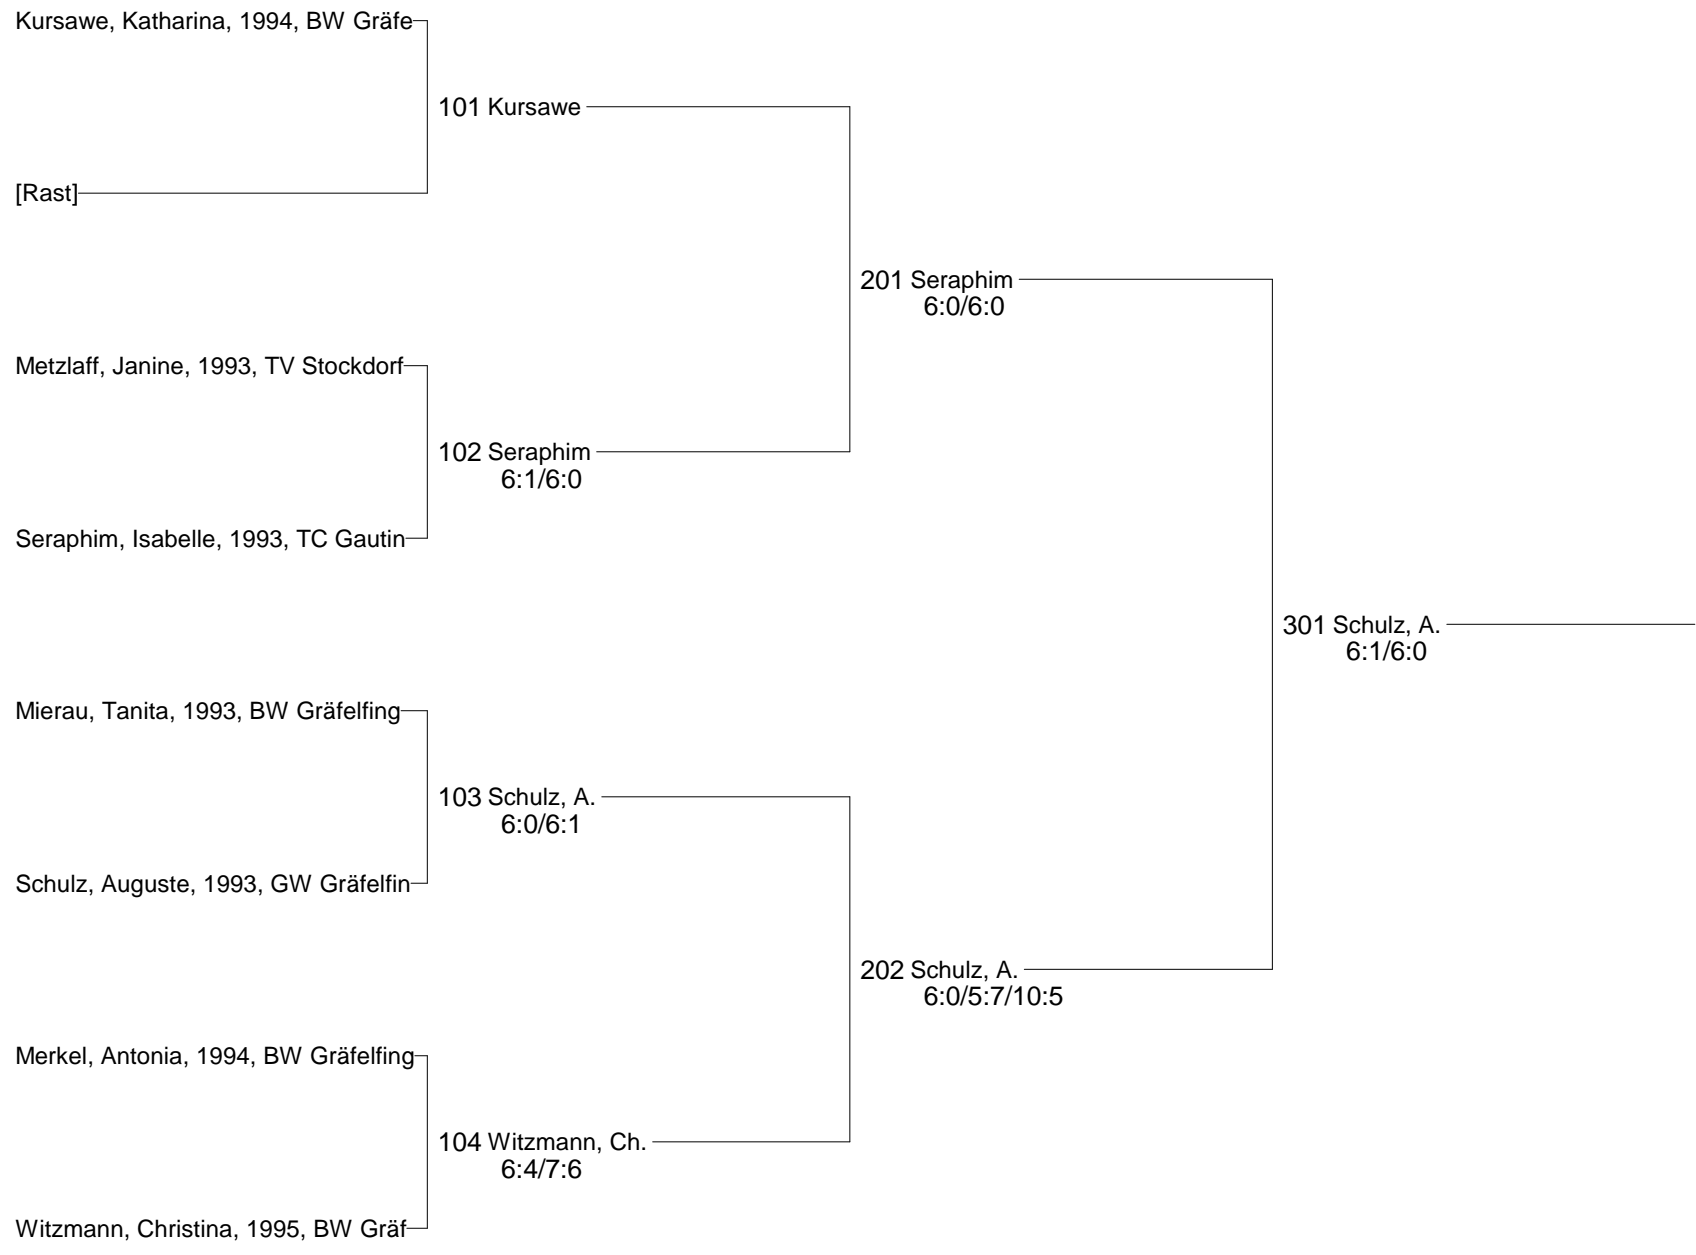 Kursawe, Katharina, 1994, BW Gräfe
101 Kursawe
[Rast]
201 Seraphim
6:0/6:0
Metzlaff, Janine, 1993, TV Stockdorf
102 Seraphim
6:1/6:0
Seraphim, Isabelle, 1993, TC Gautin
301 Schulz, A.
6:1/6:0
Mierau, Tanita, 1993, BW Gräfelfing
103 Schulz, A.
6:0/6:1
Schulz, Auguste, 1993, GW Gräfelfin
202 Schulz, A.
6:0/5:7/10:5
Merkel, Antonia, 1994, BW Gräfelfing
104 Witzmann, Ch.
6:4/7:6
Witzmann, Christina, 1995, BW Gräf